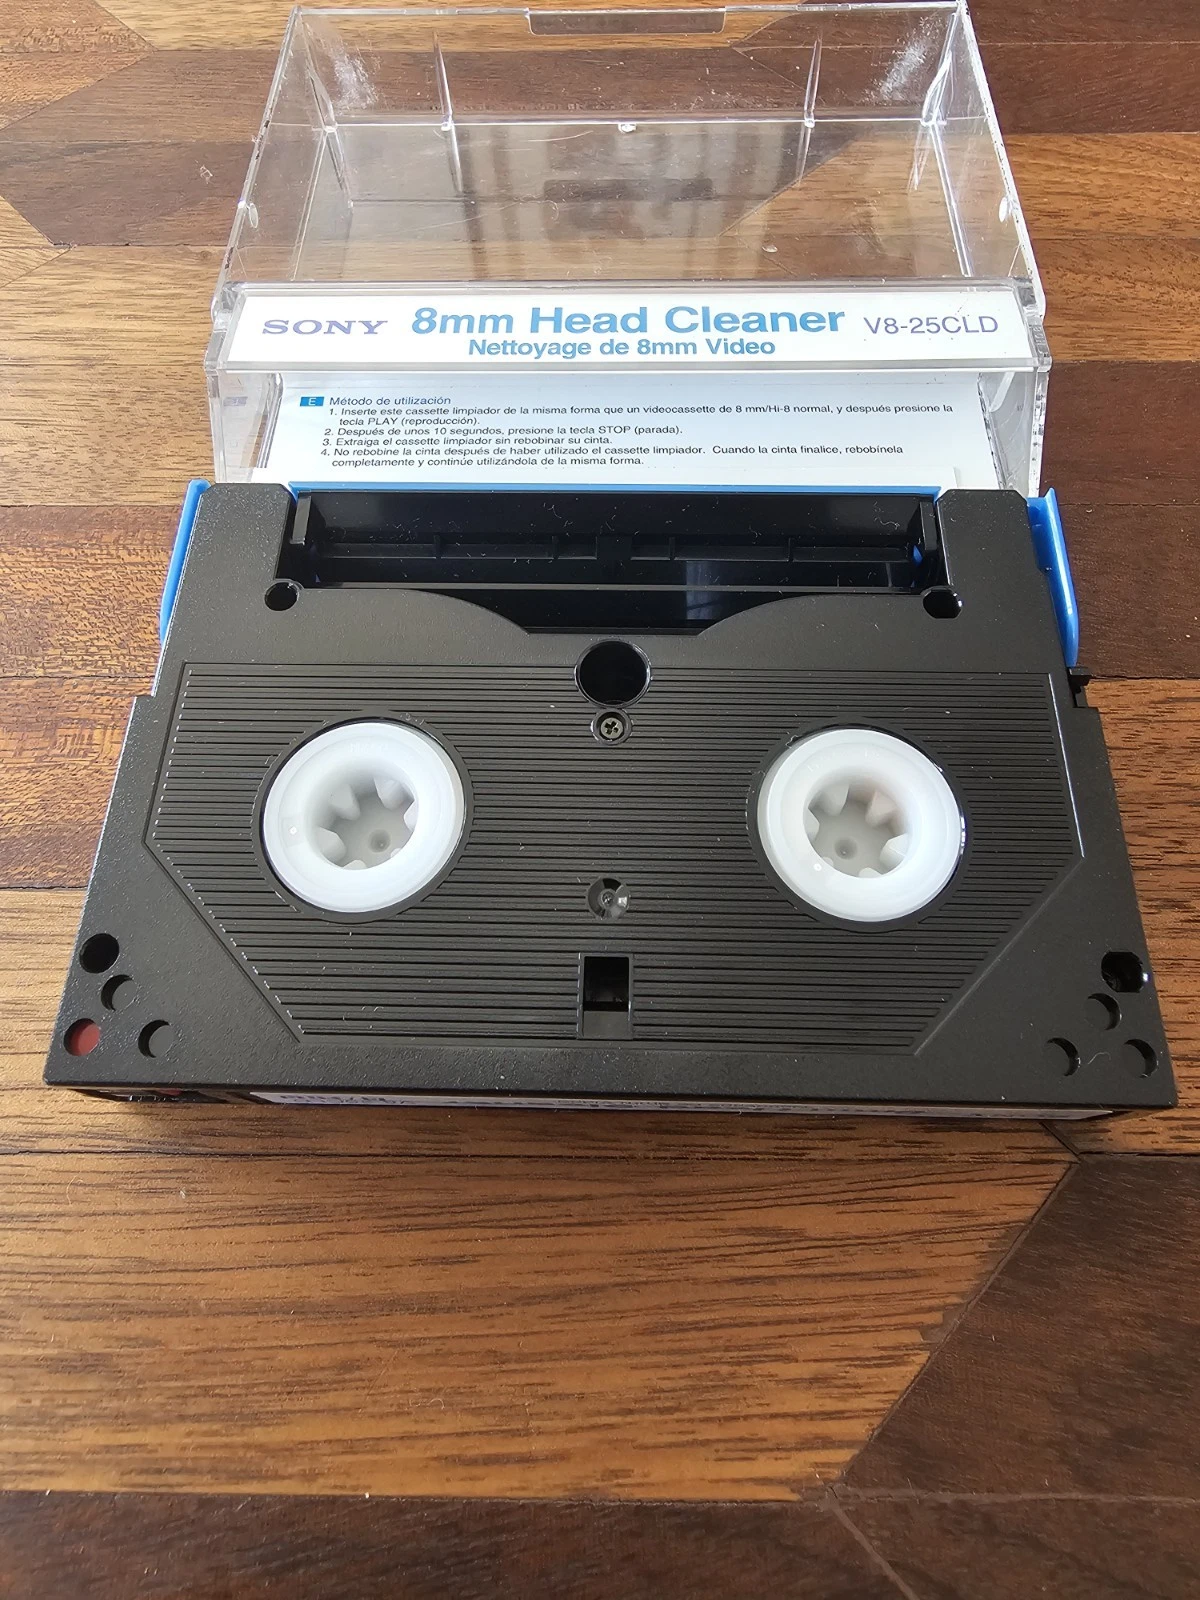 SONY 8mm Head Cleaner V8-25CLD
Nettoyage de 8mm Video
E Método de utilización
1. Inserte este cassette limpiador de la misma forma que un videocassette de 8 mm/Hi-8 normal, y después presione la
tecla PLAY (reproducción).
2. Después de unos 10 segundos, presione la tecla STOP (parada).
3. Extraiga el cassette limpiador sin rebobinar su cinta.
4. No rebobine la cinta después de haber utilizado el cassette limpiador. Cuando la cinta finalice, rebobínela
completamente y continúe utilizándola de la misma forma.